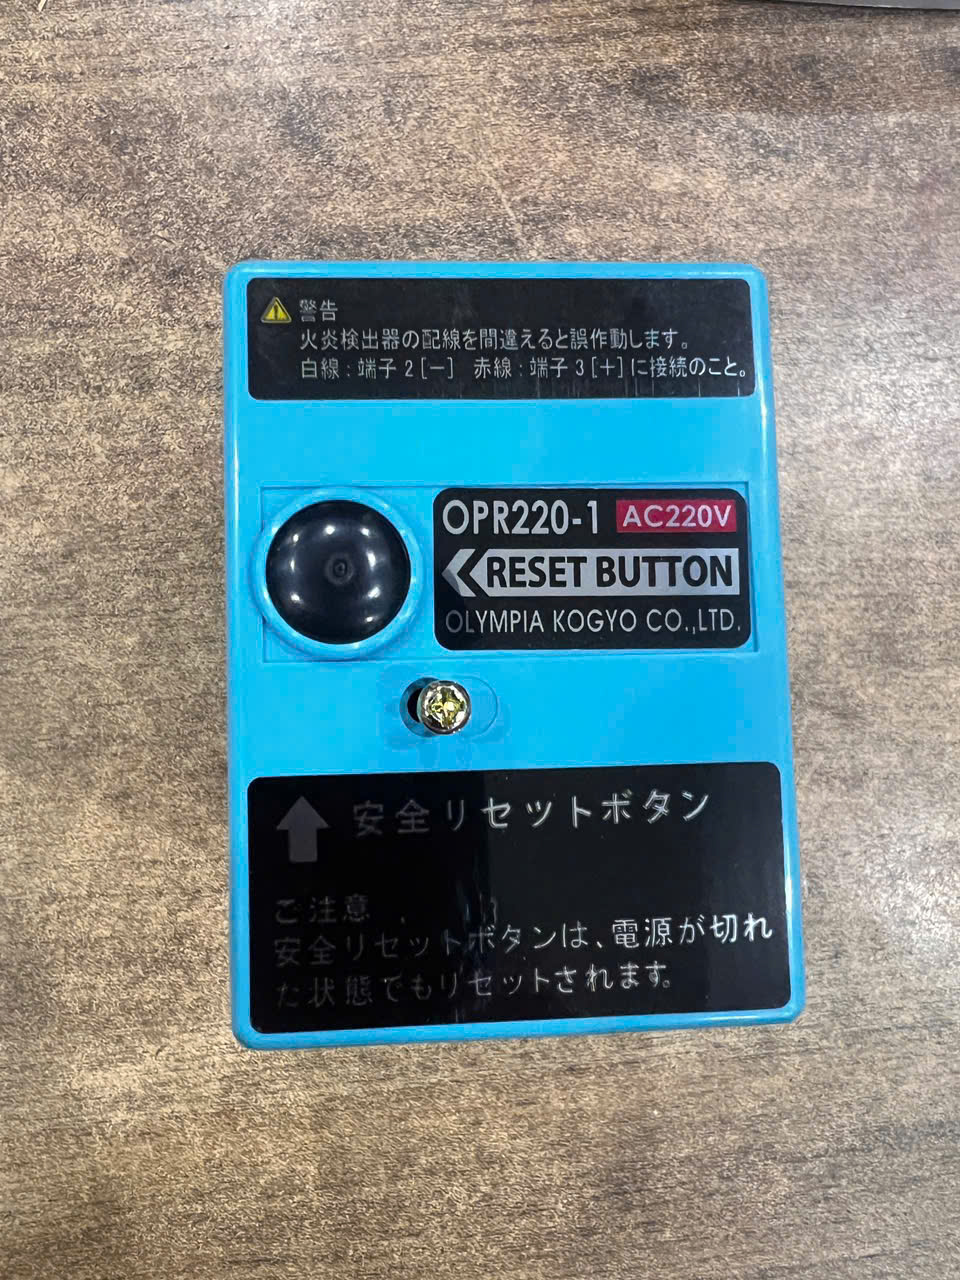 警告
火炎検出器の配線を間違えると誤作動します。
白線：端子2[－] 赤線：端子3[＋]に接続のこと。
OPR220-1 AC220V
RESET BUTTON
OLYMPIA KOGYO CO.,LTD.
安全リセットボタン
ご注意
安全リセットボタンは、電源が切れ
た状態でもリセットされます。